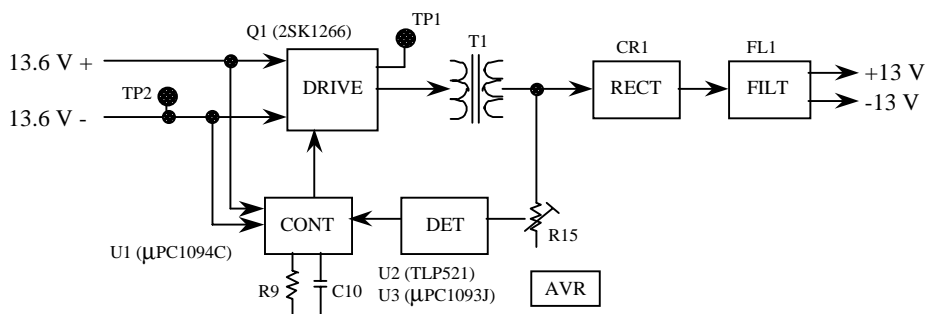 Q1 (2SK1266)
TP1
T1
CR1
FL1
13.6 V +
DRIVE
RECT
FILT
+13 V
-13 V
TP2
13.6 V -
CONT
DET
R15
U1 (µPC1094C)
R9
C10
U2 (TLP521)
U3 (µPC1093J)
AVR